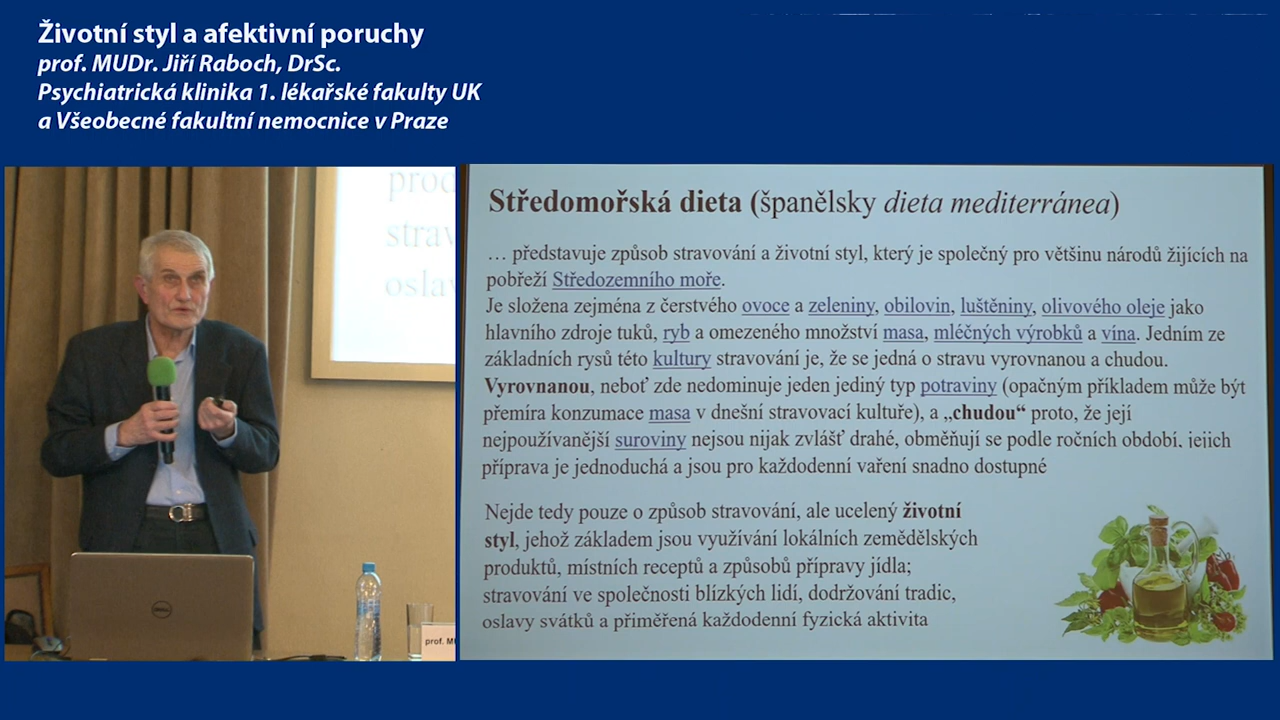 Životní styl a afektivní poruchy
prof. MUDr. Jiří Raboch, DrSc.
Psychiatrická klinika 1. lékařské fakulty UK
a Všeobecné fakultní nemocnice v Praze
prod
strav
oslav
DELL
prof. MU
Středomořská dieta (španělsky dieta mediterránea)
… představuje způsob stravování a životní styl, který je společný pro většinu národů žijících na
pobřeží Středozemního moře.
Je složena zejména z čerstvého ovoce a zeleniny, obilovin, luštěniny, olivového oleje jako
hlavního zdroje tuků, ryb a omezeného množství masa, mléčných výrobků a vína. Jedním ze
základních rysů této kultury stravování je, že se jedná o stravu vyrovnanou a chudou.
Vyrovnanou, neboť zde nedominuje jeden jediný typ potraviny (opačným příkladem může být
přemíra konzumace masa v dnešní stravovací kultuře), a „chudou“ proto, že její
nejpoužívanější suroviny nejsou nijak zvlášť drahé, obměňují se podle ročních období, jejich
příprava je jednoduchá a jsou pro každodenní vaření snadno dostupné
Nejde tedy pouze o způsob stravování, ale ucelený životní
styl, jehož základem jsou využívání lokálních zemědělských
produktů, místních receptů a způsobů přípravy jídla;
stravování ve společnosti blízkých lidí, dodržování tradic,
oslavy svátků a přiměřená každodenní fyzická aktivita